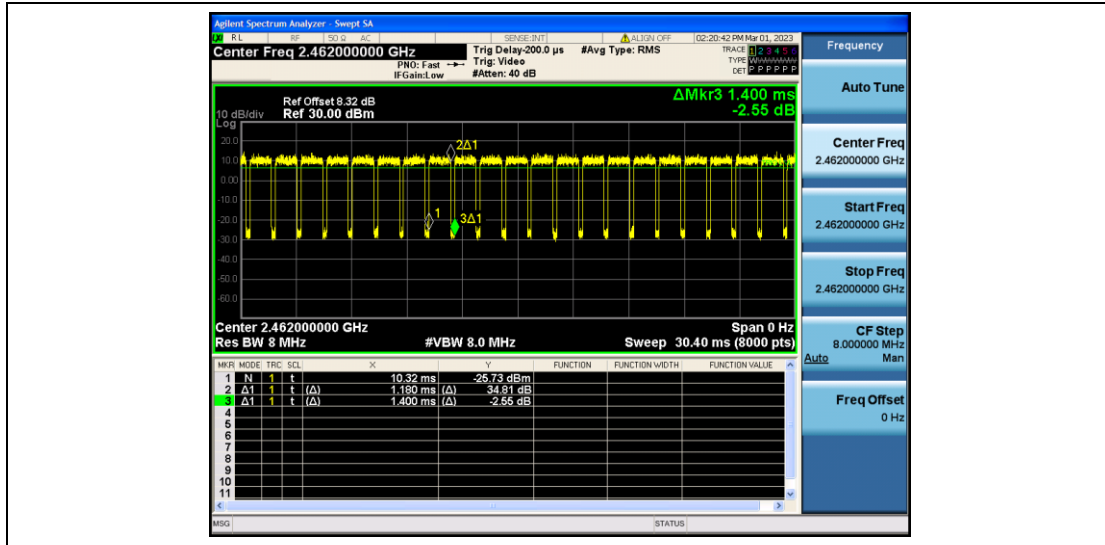 Agilent Spectrum Analyzer - Swept SA
RL RF 50 Ω AC SENSE:INT ALIGN OFF 02:20:42 PM Mar 01, 2023
Center Freq 2.462000000 GHz
PNO: Fast
IFGain:Low
Trig Delay-200.0 µs
Trig: Video
#Atten: 40 dB
#Avg Type: RMS
TRACE 1 2 3 4 5 6
TYPE
DET P P P P P P
ΔMkr3 1.400 ms
-2.55 dB
Ref Offset 8.32 dB
10 dB/div Ref 30.00 dBm
Log
20.0
10.0
0.00
-10.0
-20.0
-30.0
-40.0
-50.0
-60.0
2Δ1
1
3Δ1
Center 2.462000000 GHz Span 0 Hz
Res BW 8 MHz #VBW 8.0 MHz Sweep 30.40 ms (8000 pts)
MKR MODE TRC SCL X Y FUNCTION FUNCTION WIDTH FUNCTION VALUE
1 N 1 t 10.32 ms -25.73 dBm
2 Δ1 1 t (Δ) 1.180 ms (Δ) 34.81 dB
3 Δ1 1 t (Δ) 1.400 ms (Δ) -2.55 dB
4
5
6
7
8
9
10
11
MSG STATUS
Frequency
Auto Tune
Center Freq
2.462000000 GHz
Start Freq
2.462000000 GHz
Stop Freq
2.462000000 GHz
CF Step
8.000000 MHz
Auto Man
Freq Offset
0 Hz